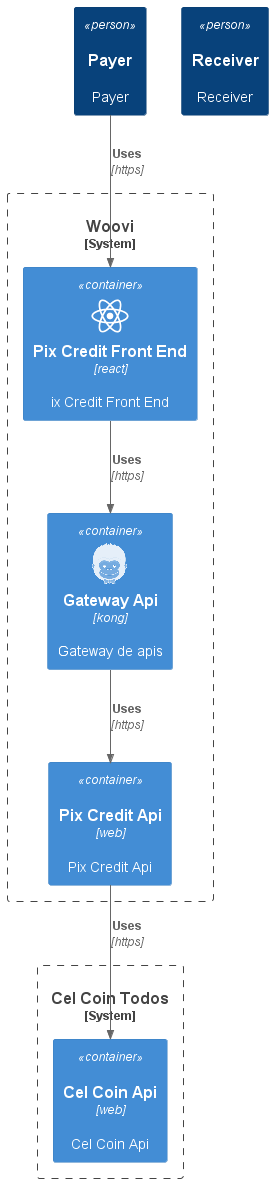 «person»
Payer
Payer
«person»
Receiver
Receiver
Uses
[https]
Woovi
[System]
«container»
Pix Credit Front End
[react]
ix Credit Front End
Uses
[https]
«container»
Gateway Api
[kong]
Gateway de apis
Uses
[https]
«container»
Pix Credit Api
[web]
Pix Credit Api
Uses
[https]
Cel Coin Todos
[System]
«container»
Cel Coin Api
[web]
Cel Coin Api